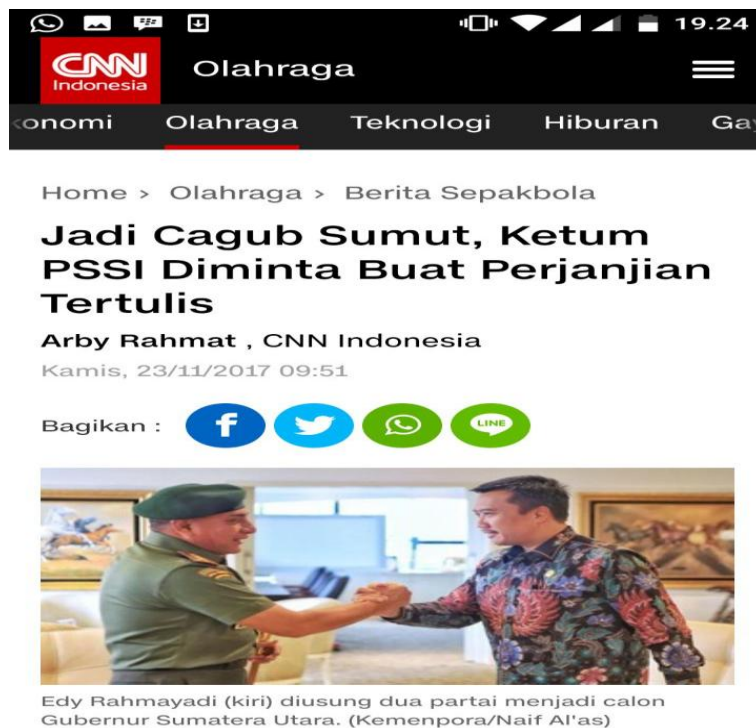 19.24
CNN
Indonesia
Olahraga
onomi Olahraga Teknologi Hiburan Ga
Home > Olahraga > Berita Sepakbola
Jadi Cagub Sumut, Ketum
PSSI Diminta Buat Perjanjian
Tertulis
Arby Rahmat , CNN Indonesia
Kamis, 23/11/2017 09:51
Bagikan :
f
LINE
Edy Rahmayadi (kiri) diusung dua partai menjadi calon
Gubernur Sumatera Utara. (Kemenpora/Naif Al'as)